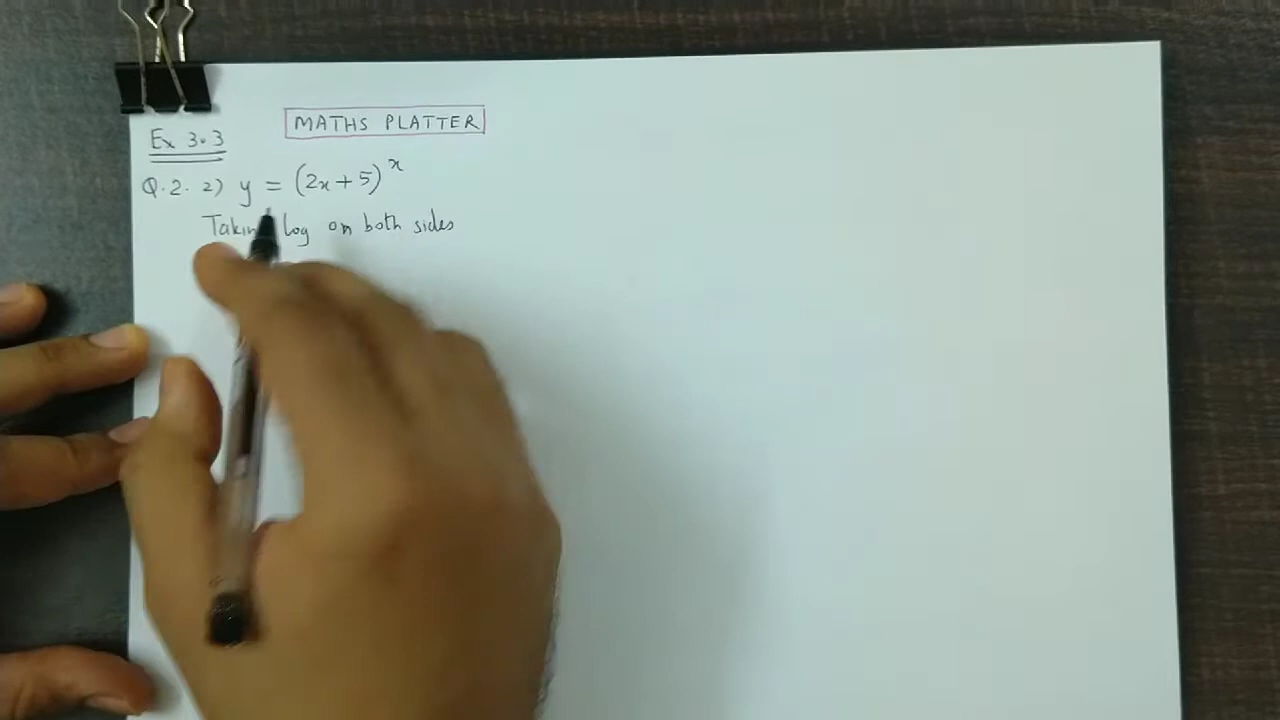 MATHS PLATTER
Ex 3.3
Q.2. 2) y = (2x+5)^x
Taking log on both sides